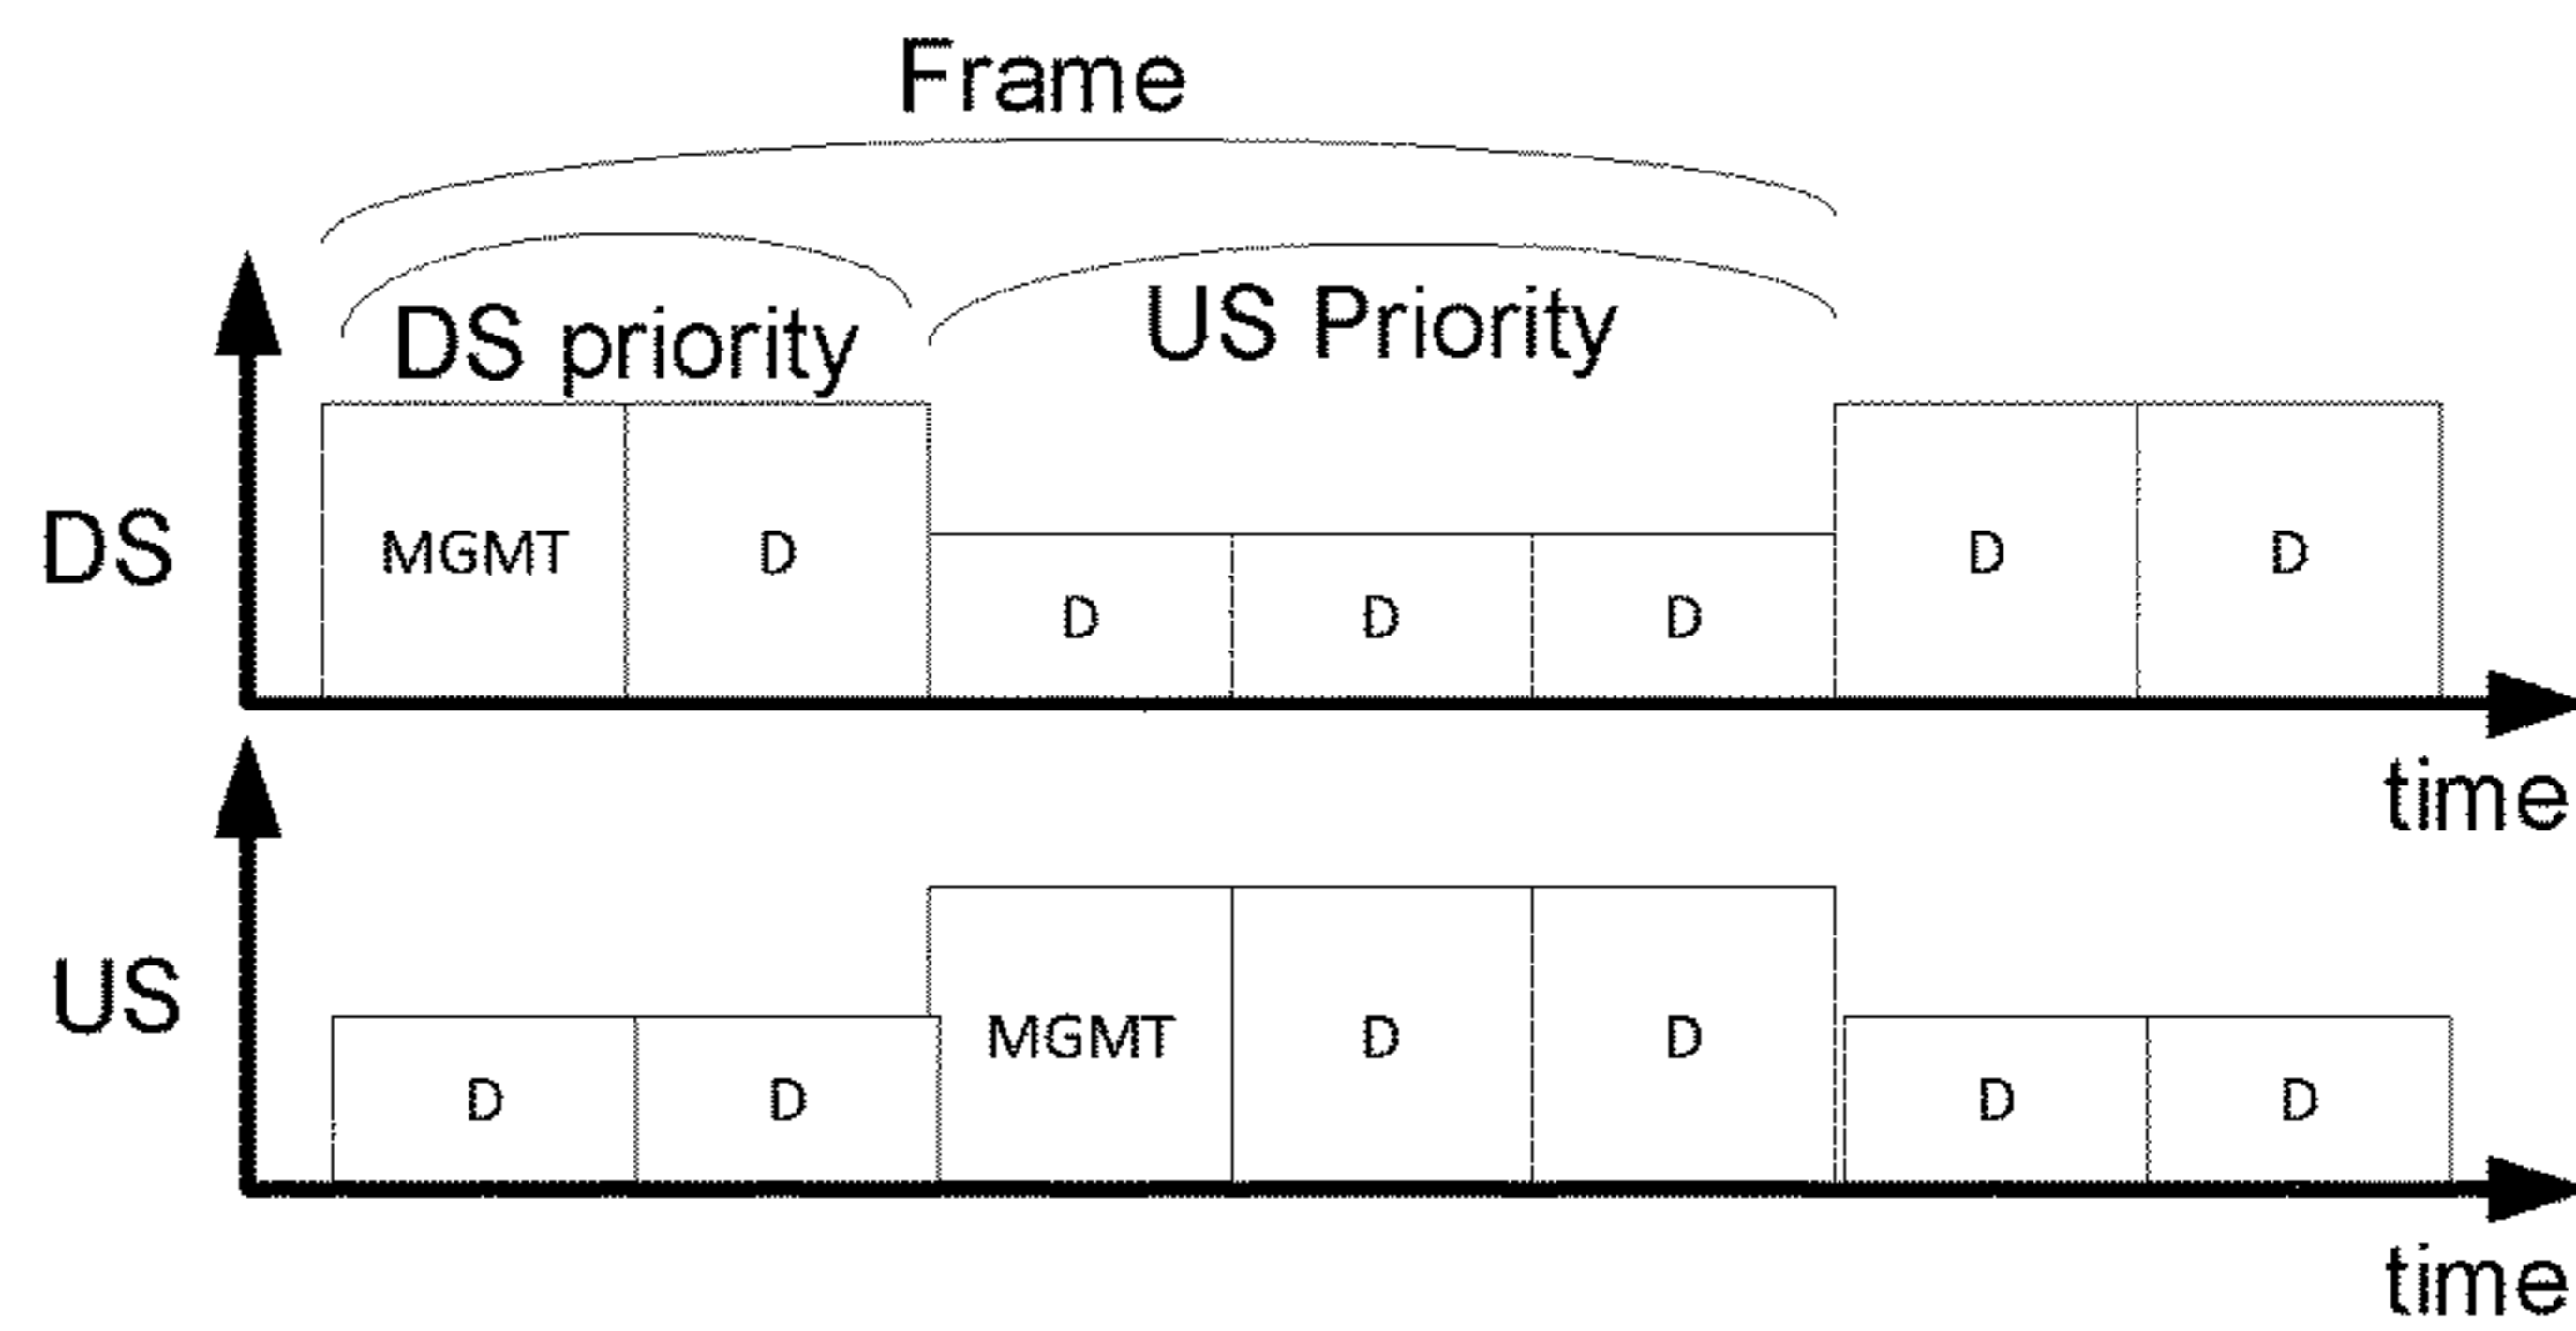 Frame
DS priority
US Priority
DS
MGMT D D D D D D
time
US
D D MGMT D D D D
time